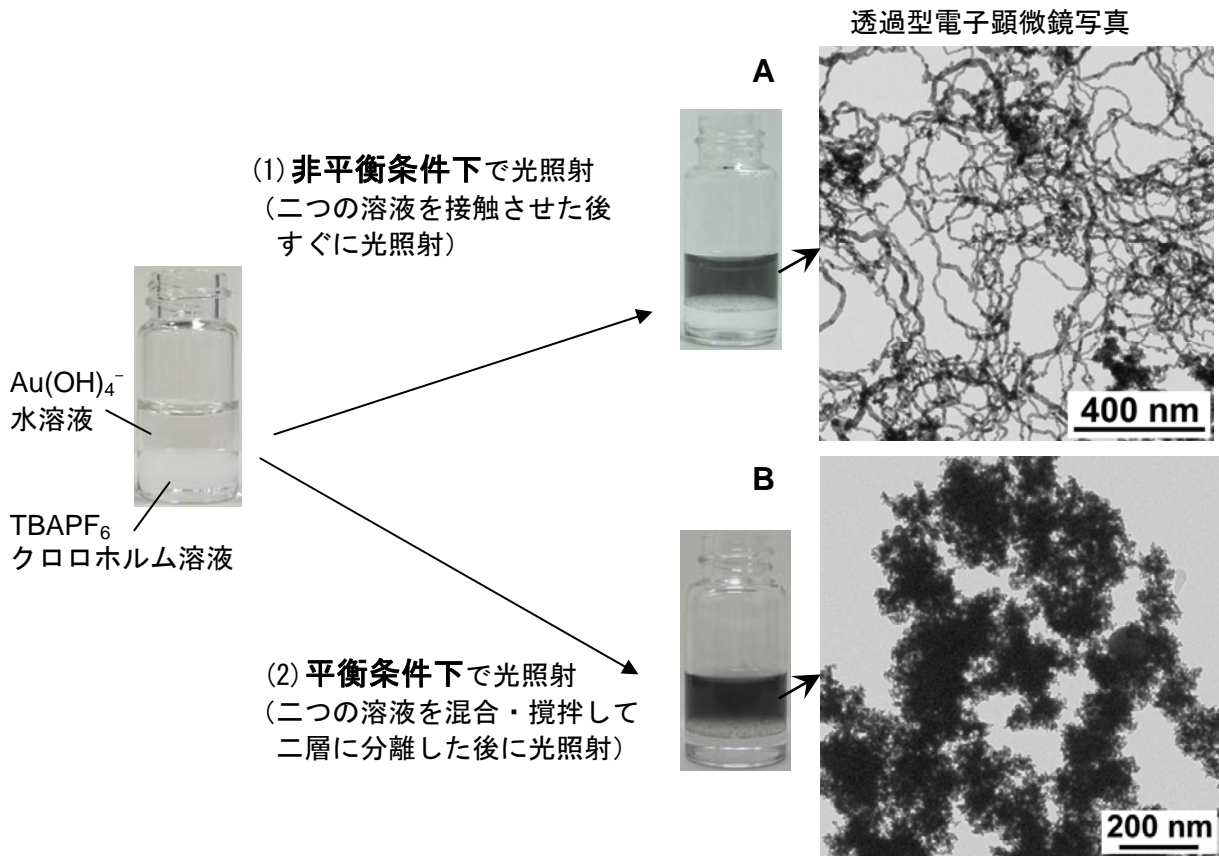 透過型電子顕微鏡写真
A
(1) 非平衡条件下で光照射
（二つの溶液を接触させた後
すぐに光照射）
Au(OH)₄⁻
水溶液
TBAPF₆
クロロホルム溶液
400 nm
B
(2) 平衡条件下で光照射
（二つの溶液を混合・撹拌して
二層に分離した後に光照射）
200 nm